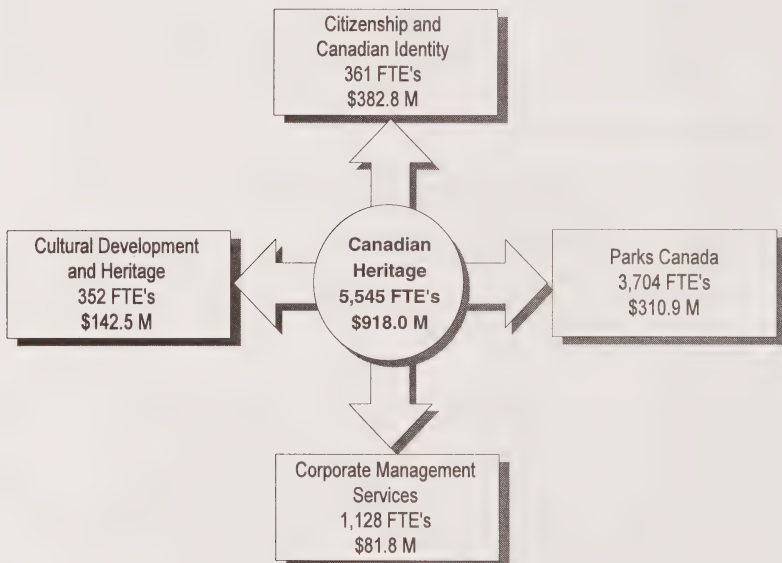 Citizenship and
Canadian Identity
361 FTE's
$382.8 M
Cultural Development
and Heritage
352 FTE's
$142.5 M
Canadian
Heritage
5,545 FTE's
$918.0 M
Parks Canada
3,704 FTE's
$310.9 M
Corporate Management
Services
1,128 FTE's
$81.8 M